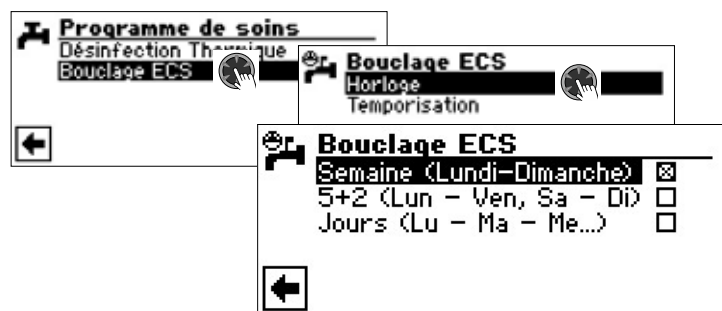 Programme de soins
Désinfection Thermique
Bouclage ECS
Bouclage ECS
Horloge
Temporisation
Bouclage ECS
Semaine (Lundi-Dimanche)
5+2 (Lun - Ven, Sa - Di)
Jours (Lu - Ma - Me...)